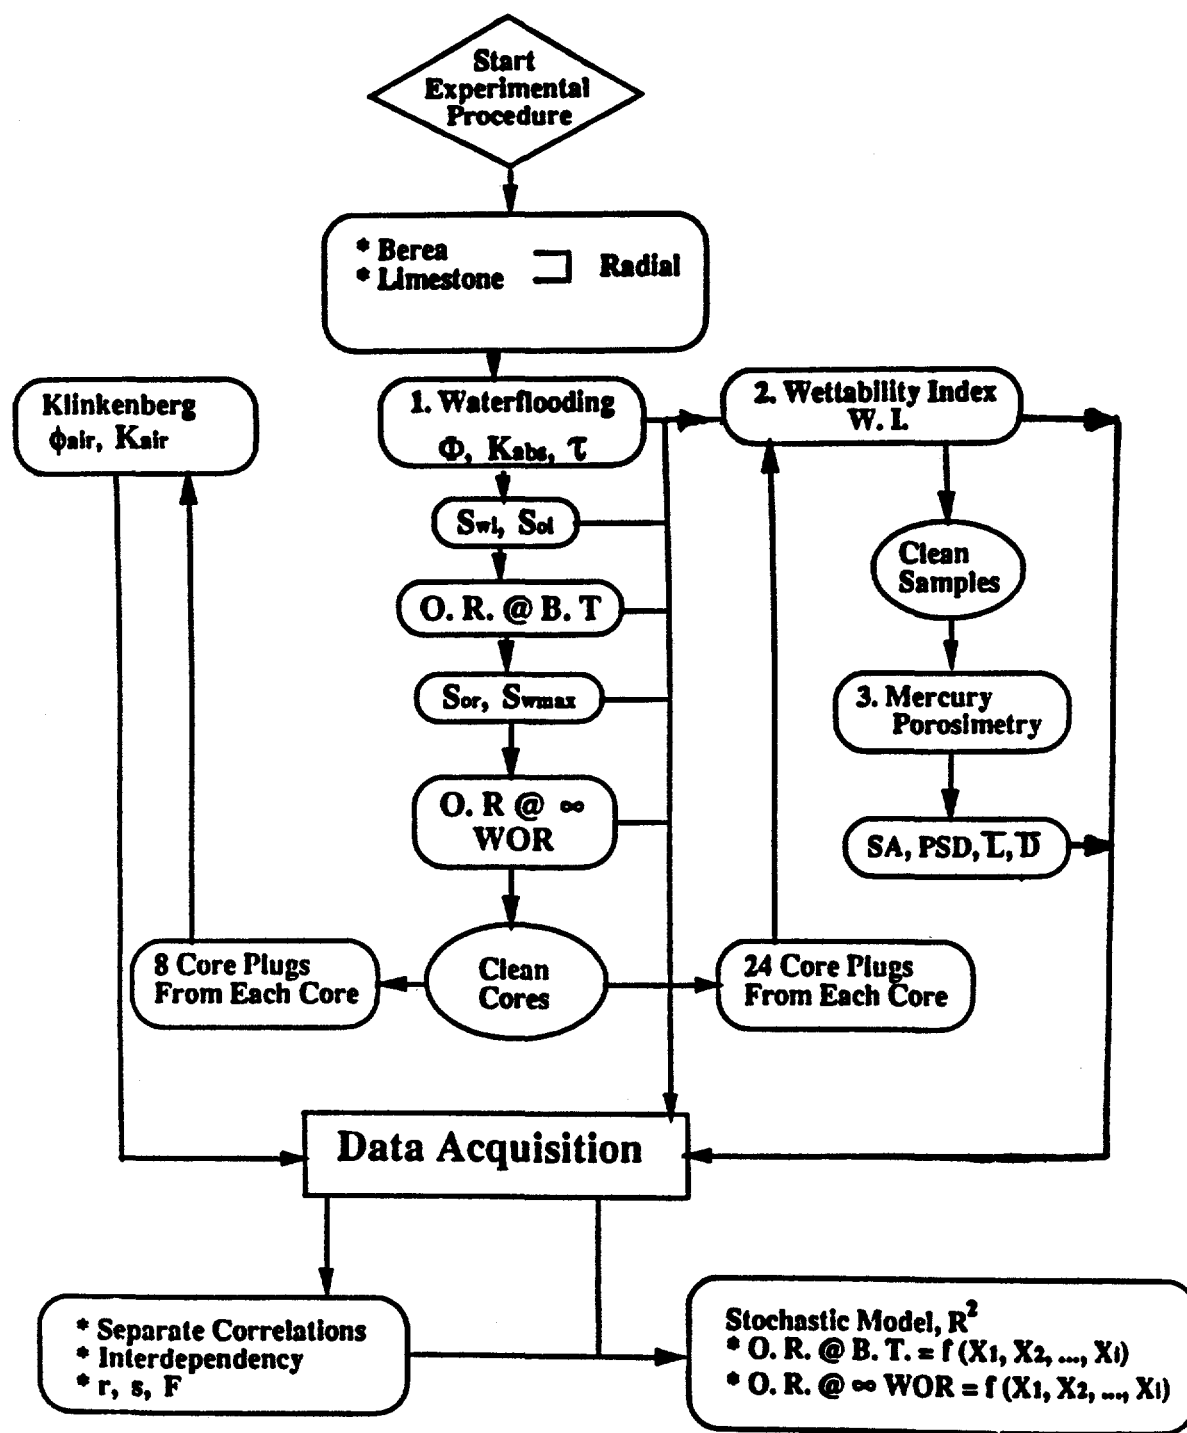 Start
Experimental
Procedure
* Berea
* Limestone
Radial
Klinkenberg
ϕair, Kair
1. Waterflooding
Φ, Kabs, τ
2. Wettability Index
W. I.
Swi, Soi
O. R. @ B. T
Sor, Swmax
O. R @ ∞
WOR
Clean
Samples
3. Mercury
Porosimetry
SA, PSD, L̅, D̅
8 Core Plugs
From Each Core
Clean
Cores
24 Core Plugs
From Each Core
Data Acquisition
* Separate Correlations
* Interdependency
* r, s, F
Stochastic Model, R²
* O. R. @ B. T. = f (X1, X2, ..., Xi)
* O. R. @ ∞ WOR = f (X1, X2, ..., Xi)